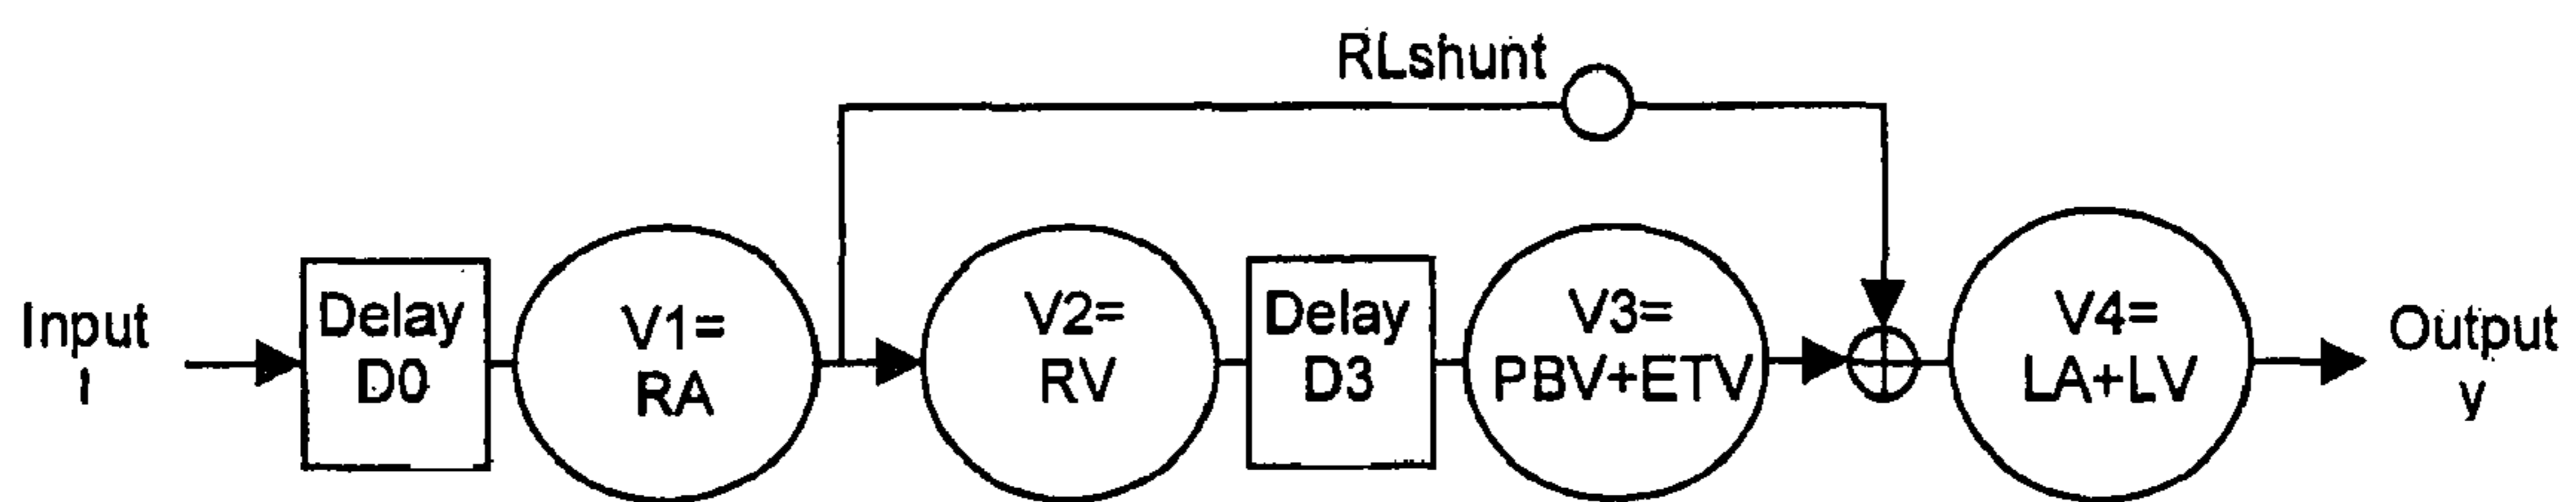 RLshunt
Input
I
Delay
D0
V1=
RA
V2=
RV
Delay
D3
V3=
PBV+ETV
V4=
LA+LV
Output
y